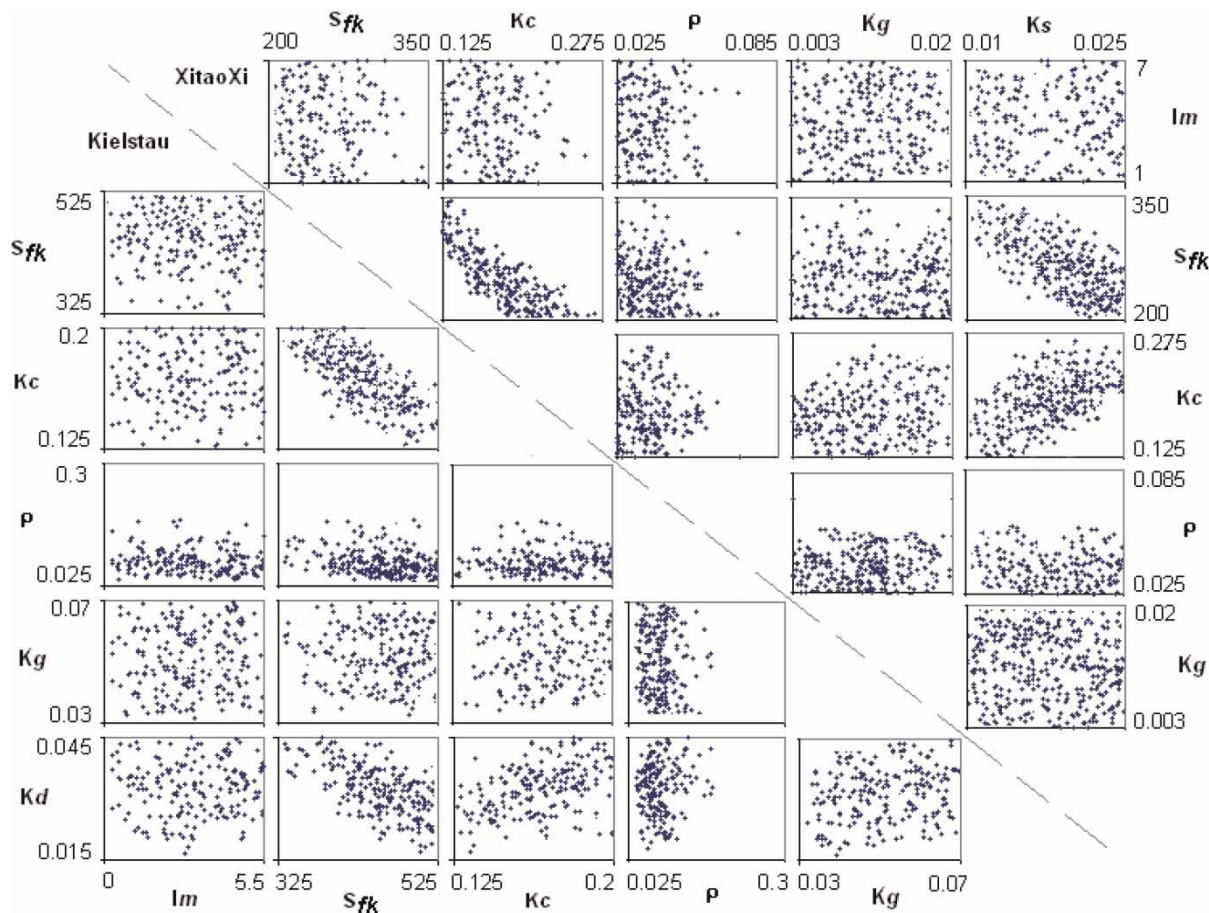 Sfk Kc ρ Kg Ks
200 350 0.125 0.275 0.025 0.085 0.003 0.02 0.01 0.025
XitaoXi 7
Im
Kielstau
1
525 350
Sfk Sfk
325 200
0.2 0.275
Kc Kc
0.125 0.125
0.3 0.085
ρ ρ
0.025 0.025
0.07 0.02
Kg Kg
0.03 0.003
0.045
Kd
0.015
0 5.5 325 525 0.125 0.2 0.025 0.3 0.03 0.07
Im Sfk Kc ρ Kg